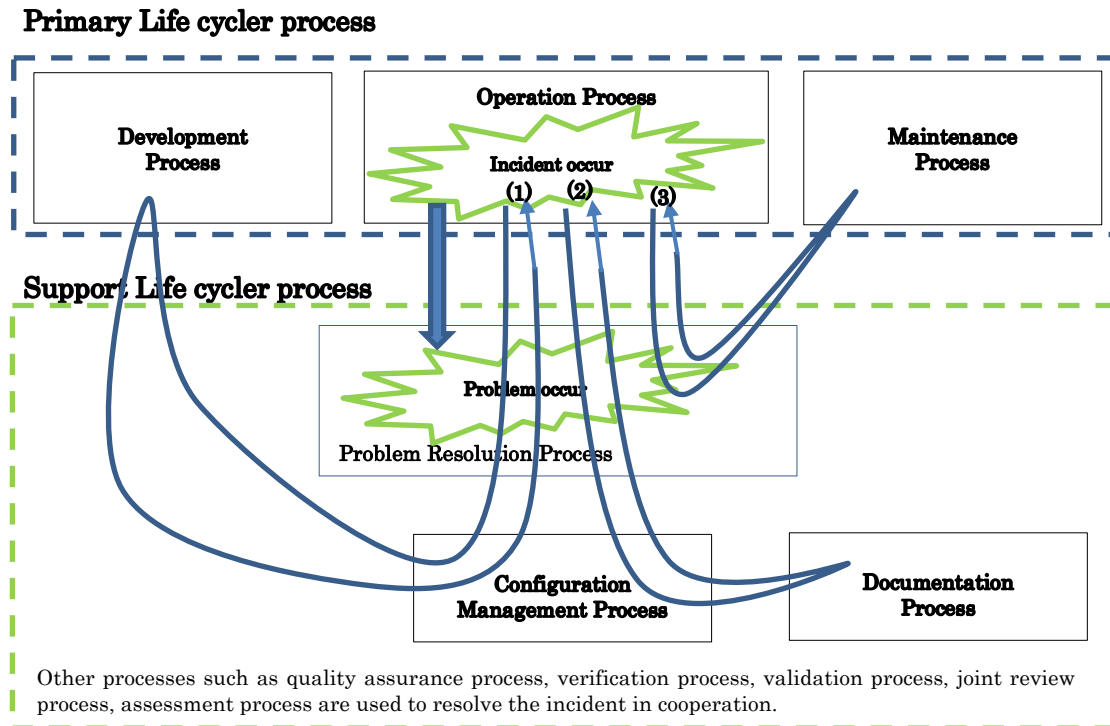 Primary Life cycler process
Operation Process
Development
Process
Maintenance
Process
Incident occur
(1)
(2)
(3)
Support Life cycler process
Problem occur
Problem Resolution Process
Configuration
Management Process
Documentation
Process
Other processes such as quality assurance process, verification process, validation process, joint review
process, assessment process are used to resolve the incident in cooperation.